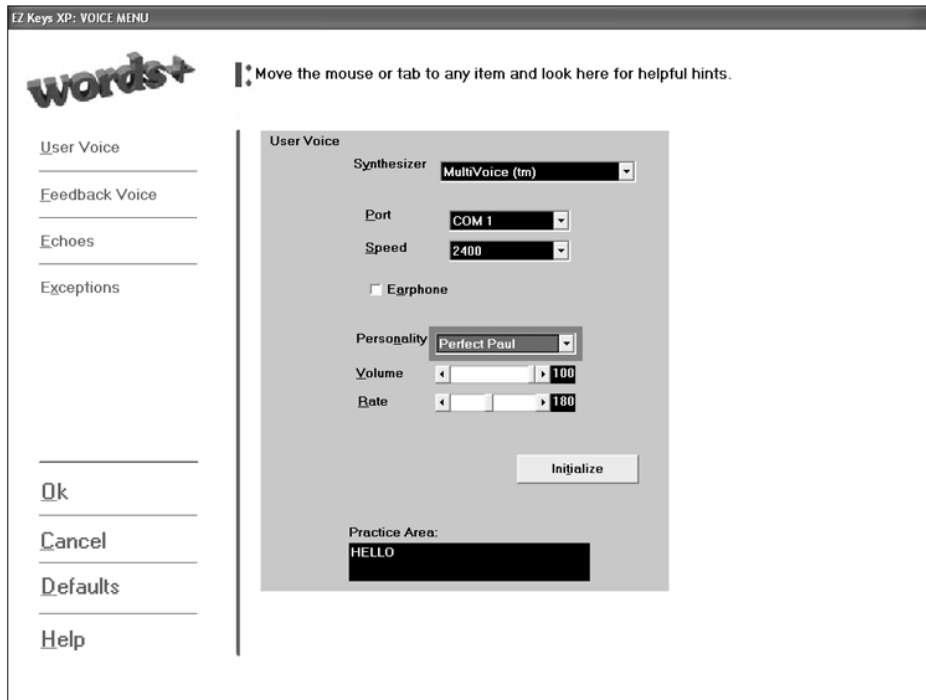 EZ Keys XP: VOICE MENU
words+
Move the mouse or tab to any item and look here for helpful hints.
User Voice
Feedback Voice
Echoes
Exceptions
Ok
Cancel
Defaults
Help
User Voice
Synthesizer MultiVoice (tm)
Port COM 1
Speed 2400
Earphone
Personality Perfect Paul
Volume 100
Rate 180
Initialize
Practice Area:
HELLO